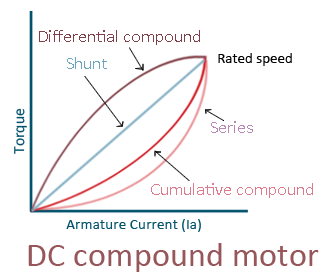 Differential compound
Shunt
Rated speed
Torque
Series
Cumulative compound
Armature Current (Ia)
DC compound motor